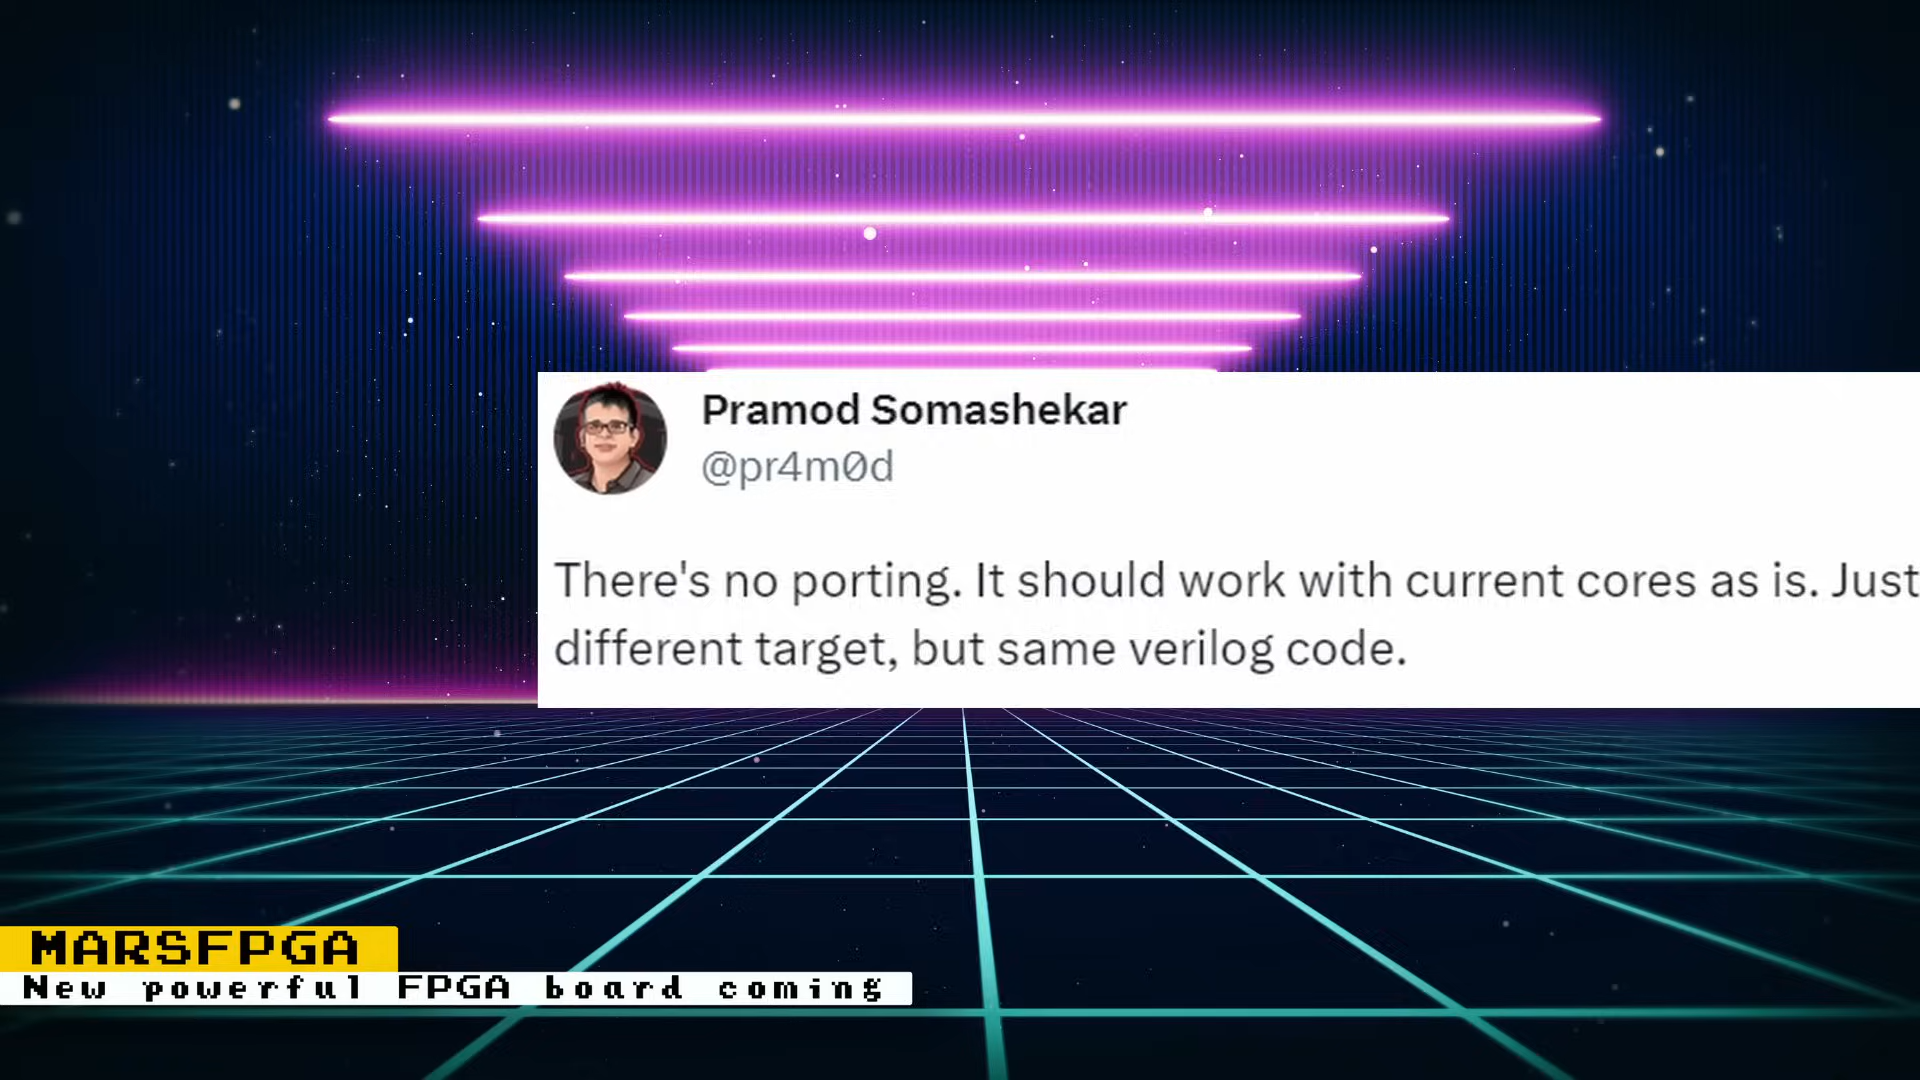 Pramod Somashekar
@pr4m0d
There's no porting. It should work with current cores as is. Just
different target, but same verilog code.
MARSFPGA
New powerful FPGA board coming